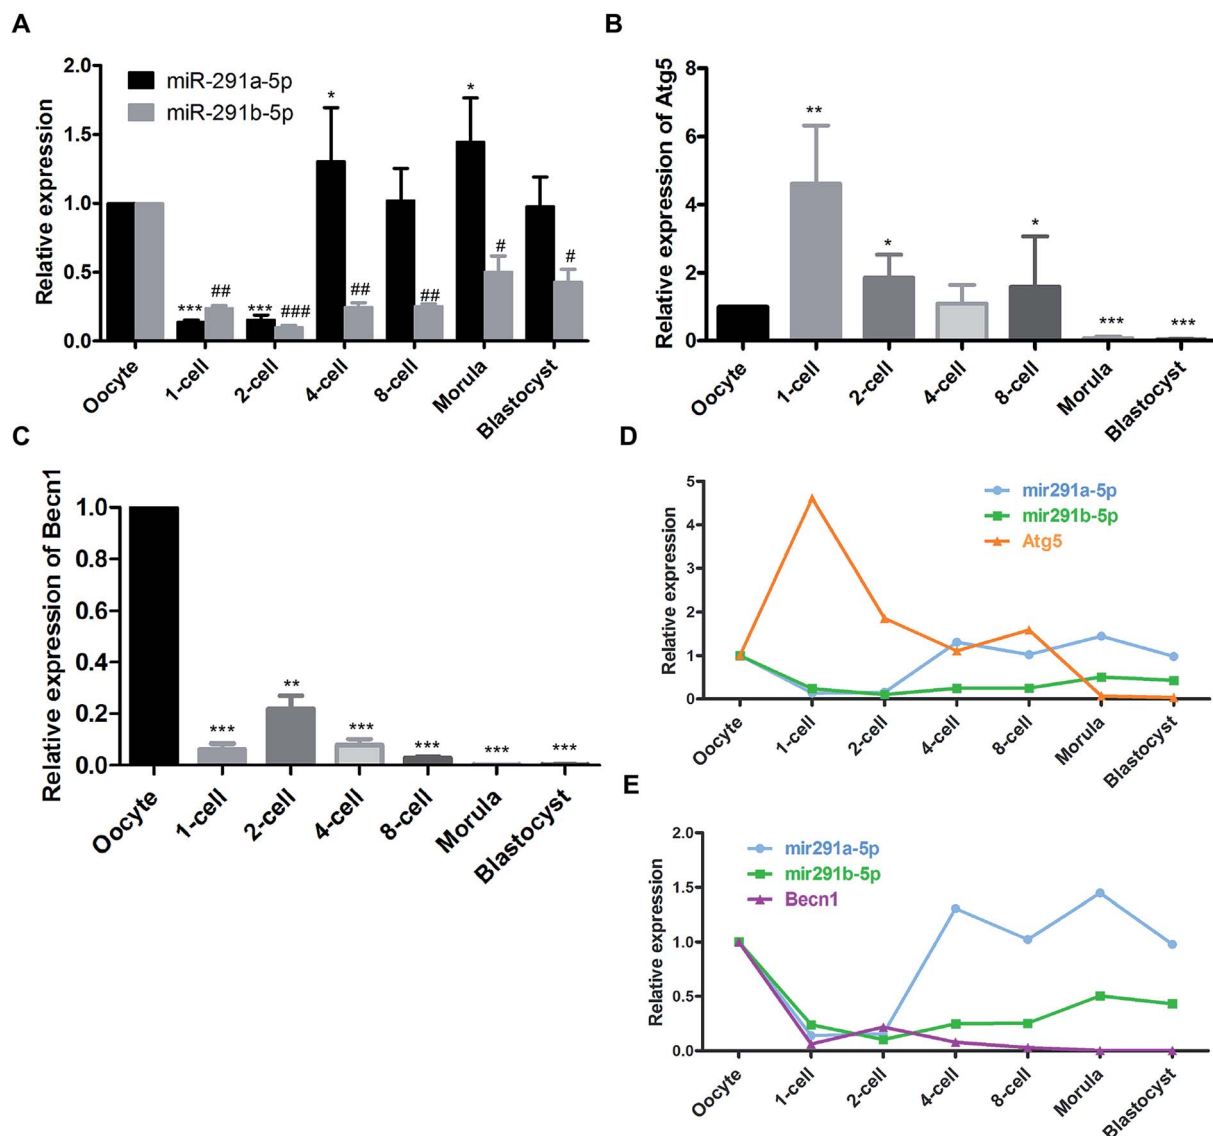 A
Relative expression
2.0
1.5
1.0
0.5
0.0
miR-291a-5p
miR-291b-5p
***
##
***
###
*
##
##
*
#
#
Oocyte
1-cell
2-cell
4-cell
8-cell
Morula
Blastocyst
B
Relative expression of Atg5
8
6
4
2
0
**
*
*
***
***
Oocyte
1-cell
2-cell
4-cell
8-cell
Morula
Blastocyst
C
Relative expression of Becn1
1.0
0.8
0.6
0.4
0.2
0.0
***
**
***
***
***
***
Oocyte
1-cell
2-cell
4-cell
8-cell
Morula
Blastocyst
D
Relative expression
5
4
3
2
1
0
mir291a-5p
mir291b-5p
Atg5
Oocyte
1-cell
2-cell
4-cell
8-cell
Morula
Blastocyst
E
Relative expression
2.0
1.5
1.0
0.5
0.0
mir291a-5p
mir291b-5p
Becn1
Oocyte
1-cell
2-cell
4-cell
8-cell
Morula
Blastocyst